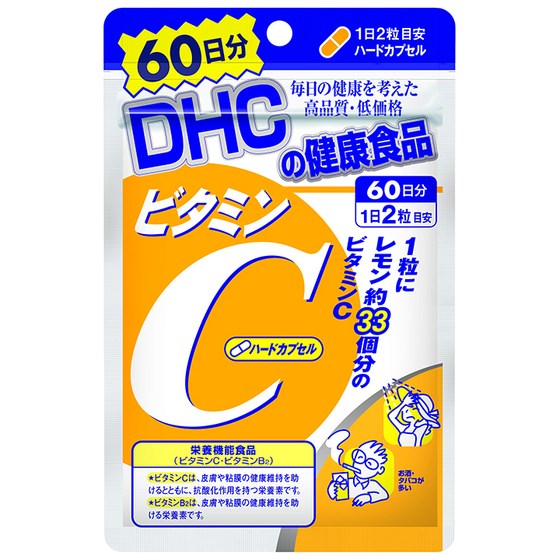 60日分
1日2粒目安
ハードカプセル
毎日の健康を考えた
高品質・低価格
DHC
の健康食品
60日分
1日2粒目安
ビタミン
C
1粒に
レモン約33個分の
ビタミンC
ハードカプセル
栄養機能食品
(ビタミンC・ビタミンB2)
★ビタミンCは、皮膚や粘膜の健康維持を助
けるとともに、抗酸化作用を持つ栄養素です。
★ビタミンB2は、皮膚や粘膜の健康維持を助
ける栄養素です。
お酒・
タバコが
多い